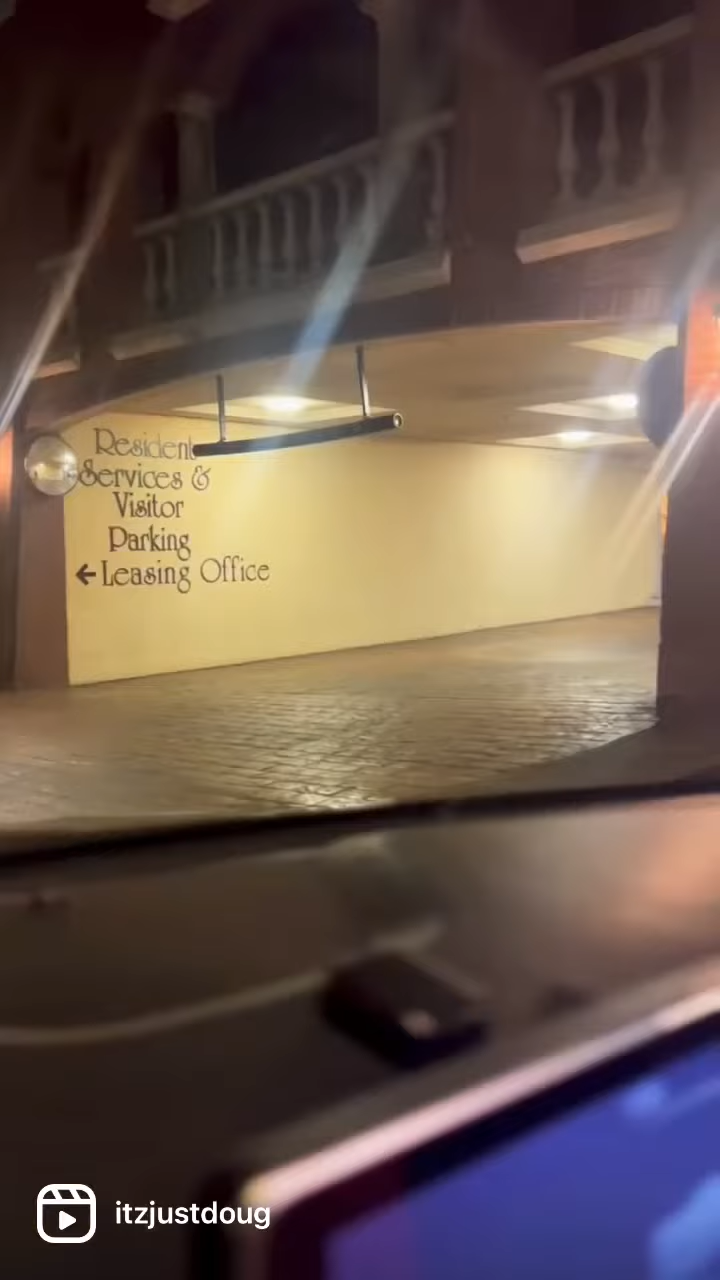 Resident
Services &
Visitor
Parking
←Leasing Office
itzjustdoug